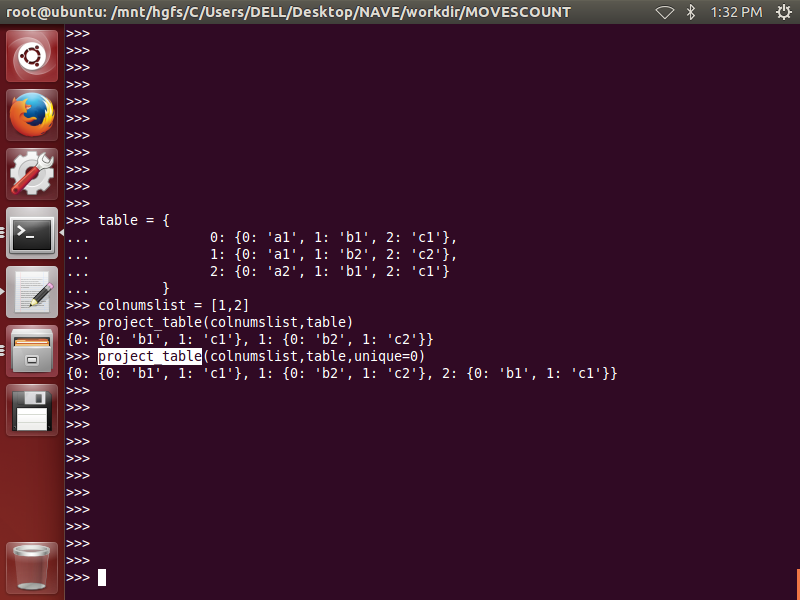 root@ubuntu: /mnt/hgfs/C/Users/DELL/Desktop/NAVE/workdir/MOVESCOUNT 1:32 PM
>>>
>>>
>>>
>>>
>>>
>>>
>>>
>>>
>>>
>>>
>>>
>>> table = {
... 0: {0: 'a1', 1: 'b1', 2: 'c1'},
... 1: {0: 'a1', 1: 'b2', 2: 'c2'},
... 2: {0: 'a2', 1: 'b1', 2: 'c1'}
... }
>>> colnumslist = [1,2]
>>> project_table(colnumslist,table)
{0: {0: 'b1', 1: 'c1'}, 1: {0: 'b2', 1: 'c2'}}
>>> project_table(colnumslist,table,unique=0)
{0: {0: 'b1', 1: 'c1'}, 1: {0: 'b2', 1: 'c2'}, 2: {0: 'b1', 1: 'c1'}}
>>>
>>>
>>>
>>>
>>>
>>>
>>>
>>>
>>>
>>>
>>>
>>>